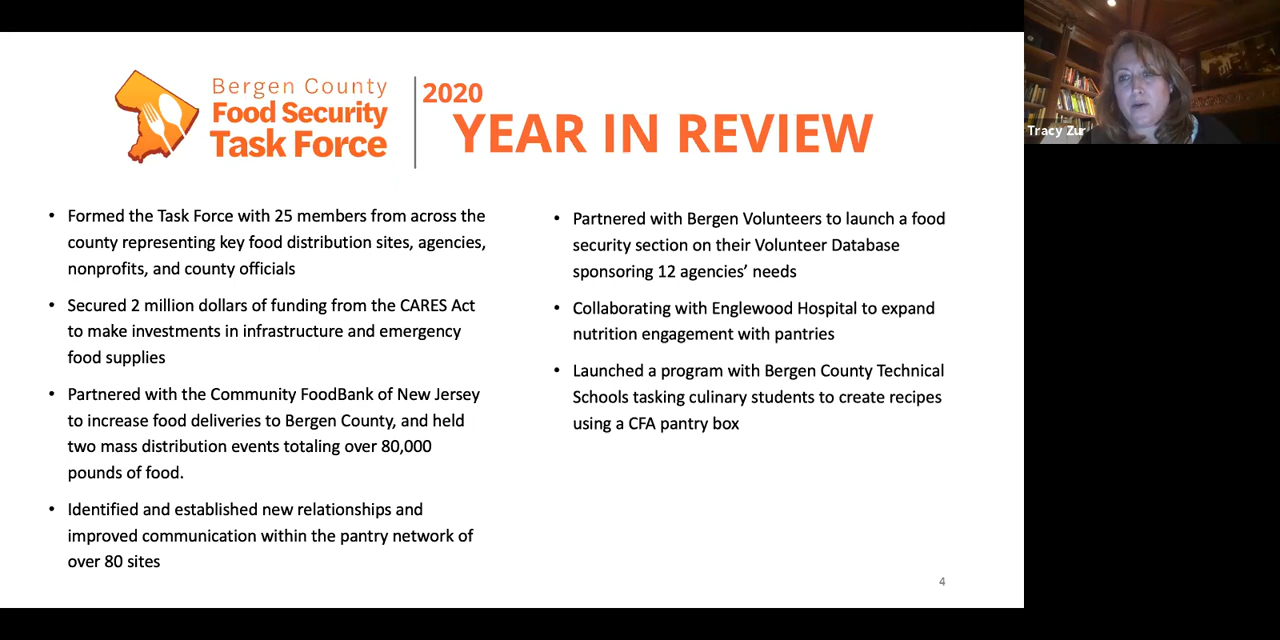 Bergen County
Food Security
Task Force
2020
YEAR IN REVIEW
• Formed the Task Force with 25 members from across the
county representing key food distribution sites, agencies,
nonprofits, and county officials
• Secured 2 million dollars of funding from the CARES Act
to make investments in infrastructure and emergency
food supplies
• Partnered with the Community FoodBank of New Jersey
to increase food deliveries to Bergen County, and held
two mass distribution events totaling over 80,000
pounds of food.
• Identified and established new relationships and
improved communication within the pantry network of
over 80 sites
• Partnered with Bergen Volunteers to launch a food
security section on their Volunteer Database
sponsoring 12 agencies’ needs
• Collaborating with Englewood Hospital to expand
nutrition engagement with pantries
• Launched a program with Bergen County Technical
Schools tasking culinary students to create recipes
using a CFA pantry box
4
Tracy Zur